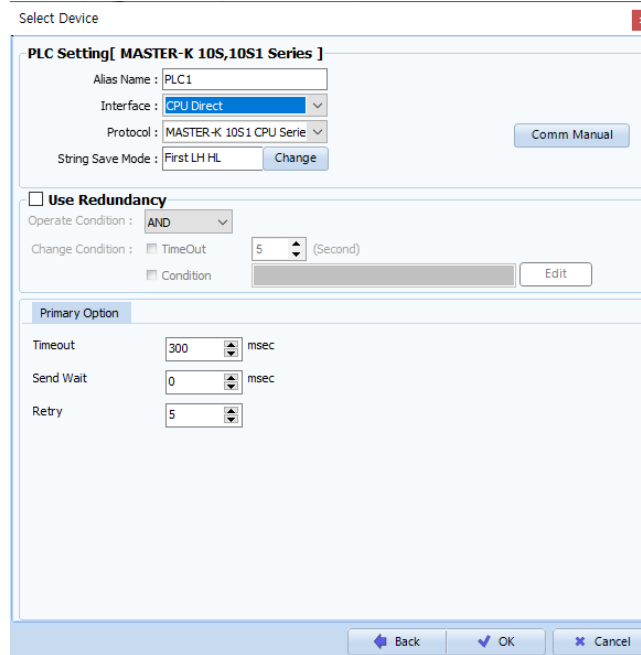 Select Device
PLC Setting[ MASTER-K 10S,10S1 Series ]
Alias Name : PLC1
Interface : CPU Direct
Protocol : MASTER-K 10S1 CPU Serie
Comm Manual
String Save Mode : First LH HL Change
Use Redundancy
Operate Condition : AND
Change Condition : TimeOut 5 (Second)
Condition Edit
Primary Option
Timeout 300 msec
Send Wait 0 msec
Retry 5
Back OK Cancel